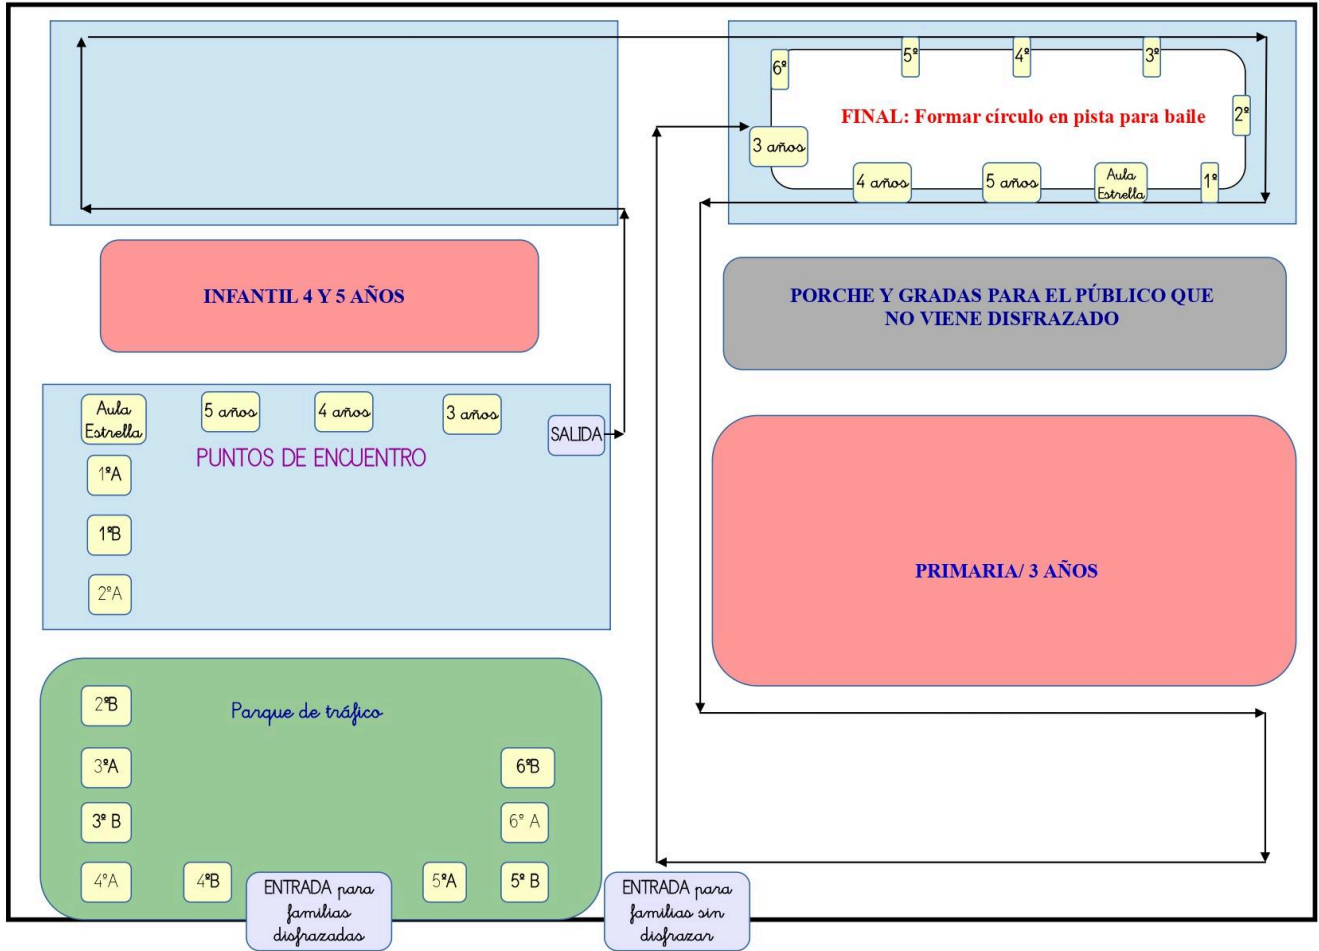 6º
5º
4º
3º
2º
FINAL: Formar círculo en pista para baile
3 años
4 años
5 años
Aula
Estrella
1º
INFANTIL 4 Y 5 AÑOS
PORCHE Y GRADAS PARA EL PÚBLICO QUE
NO VIENE DISFRAZADO
Aula
Estrella
5 años
4 años
3 años
SALIDA
PUNTOS DE ENCUENTRO
1ºA
1ºB
2ºA
PRIMARIA/ 3 AÑOS
2ºB
Parque de tráfico
3ºA
6ºB
3º B
6º A
4ºA
4ºB
ENTRADA para
familias
disfrazadas
5ºA
5º B
ENTRADA para
familias sin
disfrazar